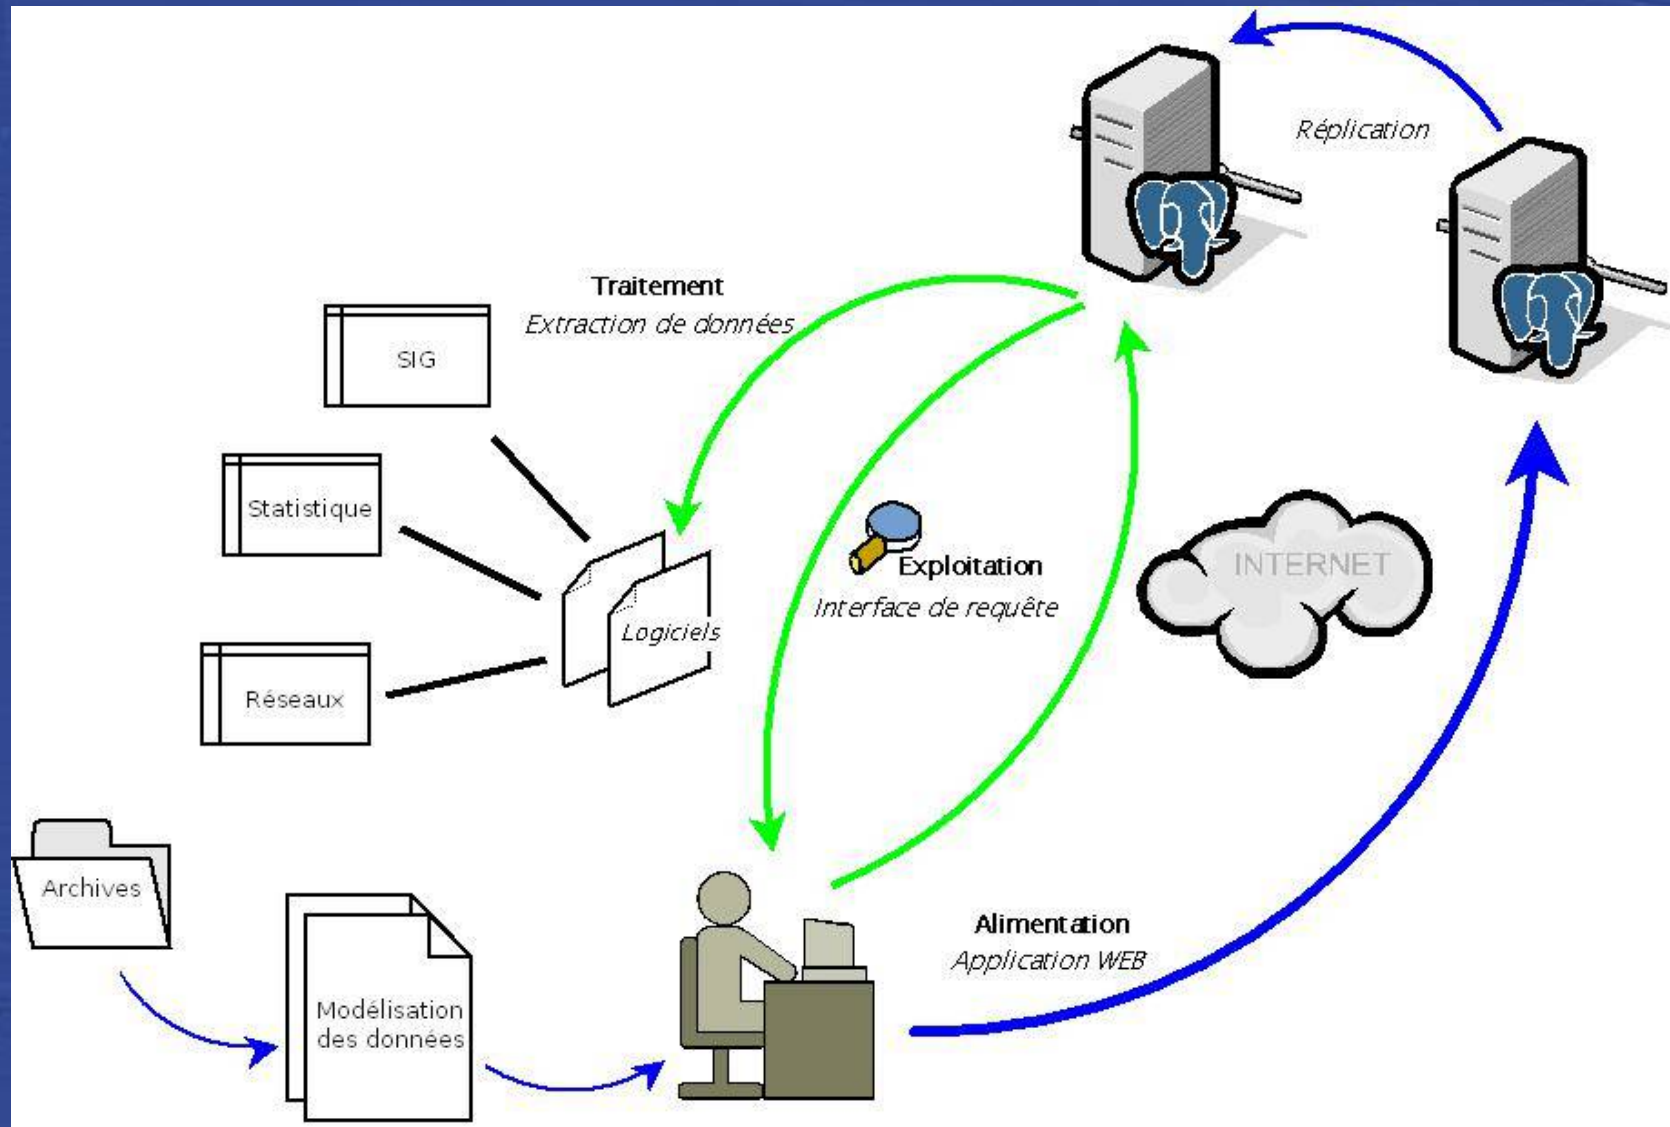 Réplication
Traitement
Extraction de données
SIG
Statistique
Réseaux
Logiciels
Exploitation
Interface de requête
INTERNET
Archives
Modélisation
des données
Alimentation
Application WEB